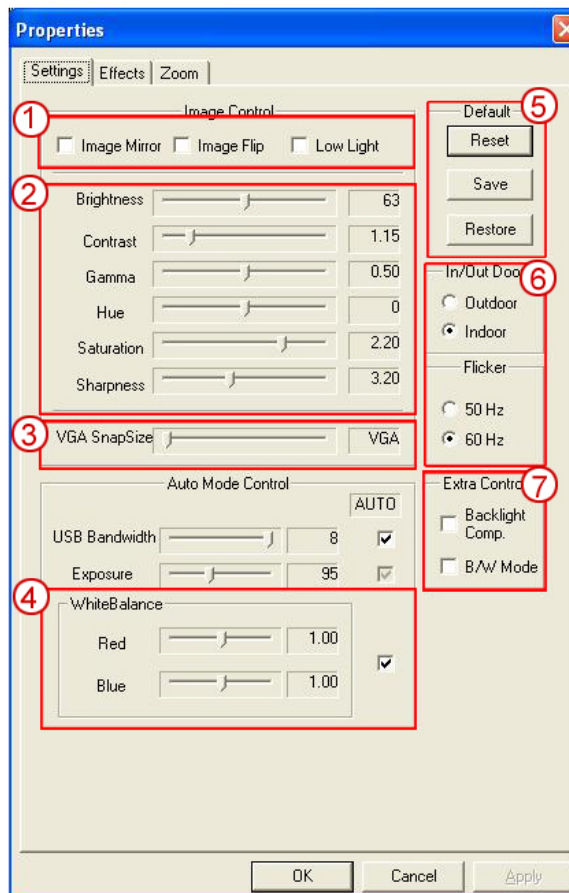 Properties
Settings Effects Zoom
Image Control
1
Image Mirror Image Flip Low Light
2
Brightness 63
Contrast 1.15
Gamma 0.50
Hue 0
Saturation 2.20
Sharpness 3.20
3
VGA SnapSize VGA
Auto Mode Control
AUTO
USB Bandwidth 8
Exposure 95
4
WhiteBalance
Red 1.00
Blue 1.00
Default
5
Reset
Save
Restore
In/Out Doo
6
Outdoor
Indoor
Flicker
50 Hz
60 Hz
Extra Contro
7
Backlight
Comp.
B/W Mode
OK Cancel Apply